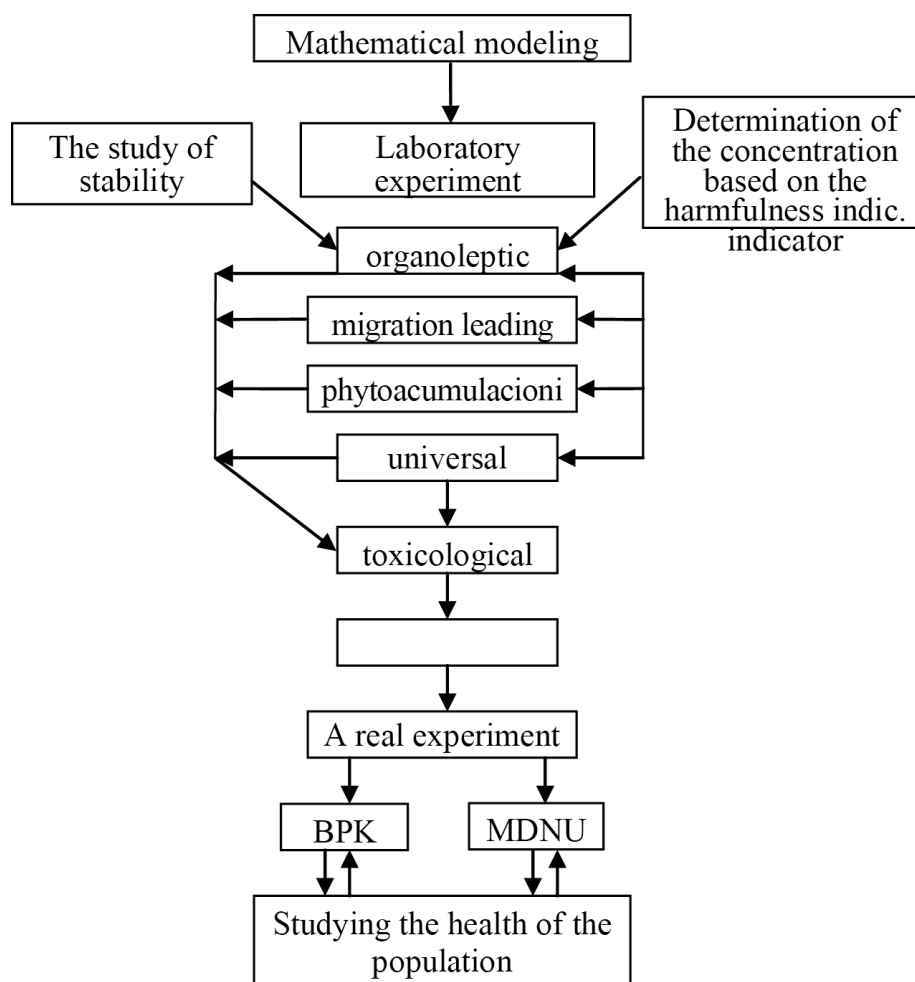 Mathematical modeling
The study of
stability
Laboratory
experiment
Determination of
the concentration
based on the
harmfulness indic.
indicator
organoleptic
migration leading
phytoacumulacioni
universal
toxicological
A real experiment
BPK
MDNU
Studying the health of the
population